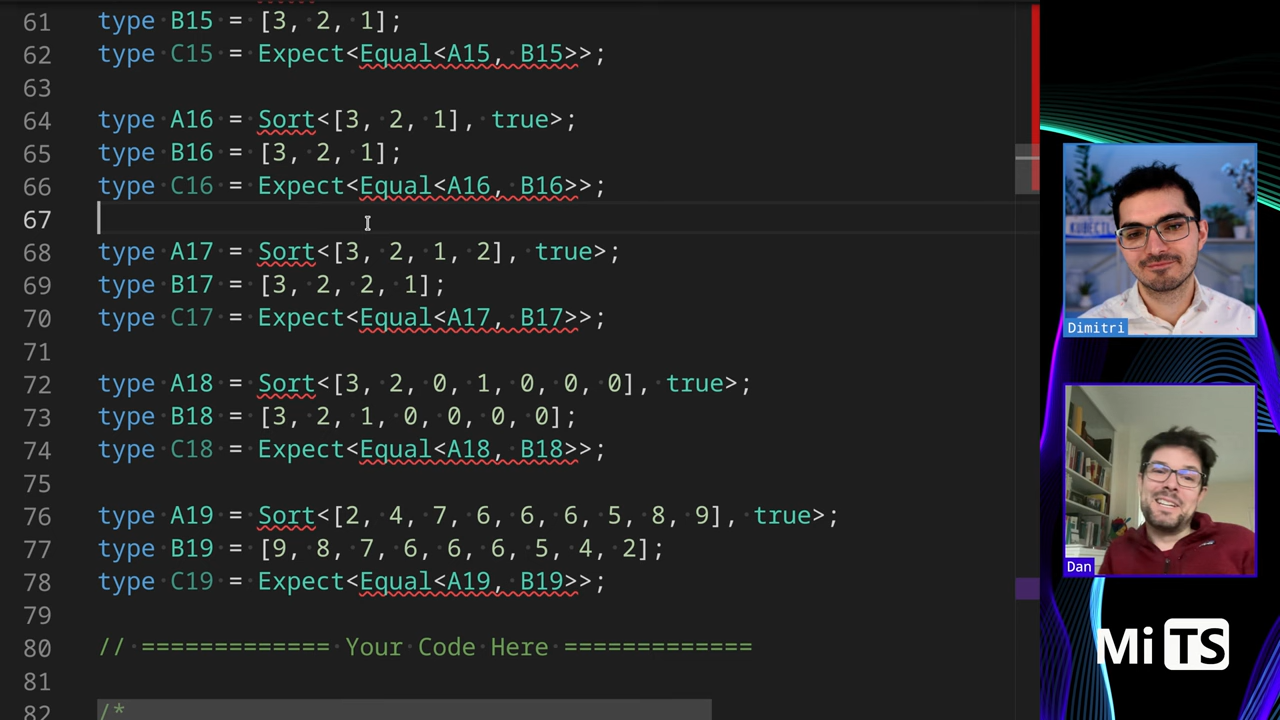 61 type B15 = [3, 2, 1];
62 type C15 = Expect<Equal<A15, B15>>;
63
64 type A16 = Sort<[3, 2, 1], true>;
65 type B16 = [3, 2, 1];
66 type C16 = Expect<Equal<A16, B16>>;
67
68 type A17 = Sort<[3, 2, 1, 2], true>;
69 type B17 = [3, 2, 2, 1];
70 type C17 = Expect<Equal<A17, B17>>;
71
72 type A18 = Sort<[3, 2, 0, 1, 0, 0, 0], true>;
73 type B18 = [3, 2, 1, 0, 0, 0, 0];
74 type C18 = Expect<Equal<A18, B18>>;
75
76 type A19 = Sort<[2, 4, 7, 6, 6, 6, 5, 8, 9], true>;
77 type B19 = [9, 8, 7, 6, 6, 6, 5, 4, 2];
78 type C19 = Expect<Equal<A19, B19>>;
79
80 // ============= Your Code Here =============
81
82 /*
KUBECTL
Dimitri
Dan
Mi TS